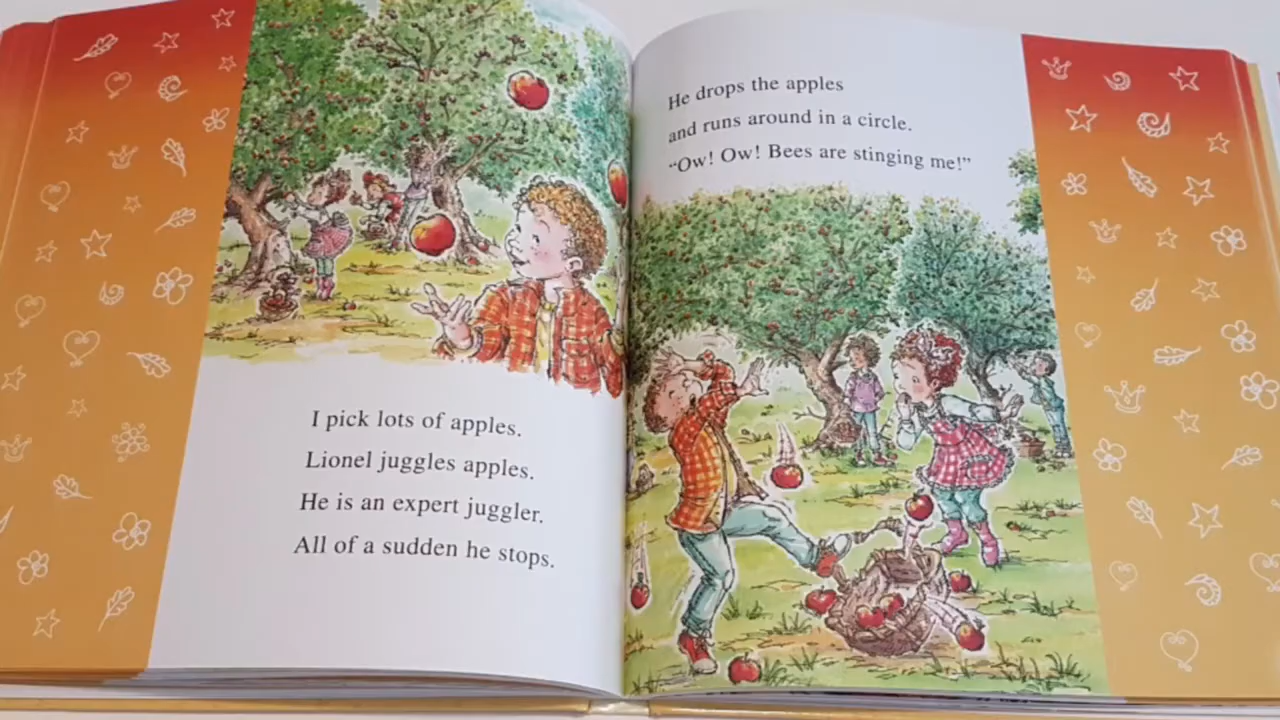 I pick lots of apples.
Lionel juggles apples.
He is an expert juggler.
All of a sudden he stops.
He drops the apples
and runs around in a circle.
“Ow! Ow! Bees are stinging me!”